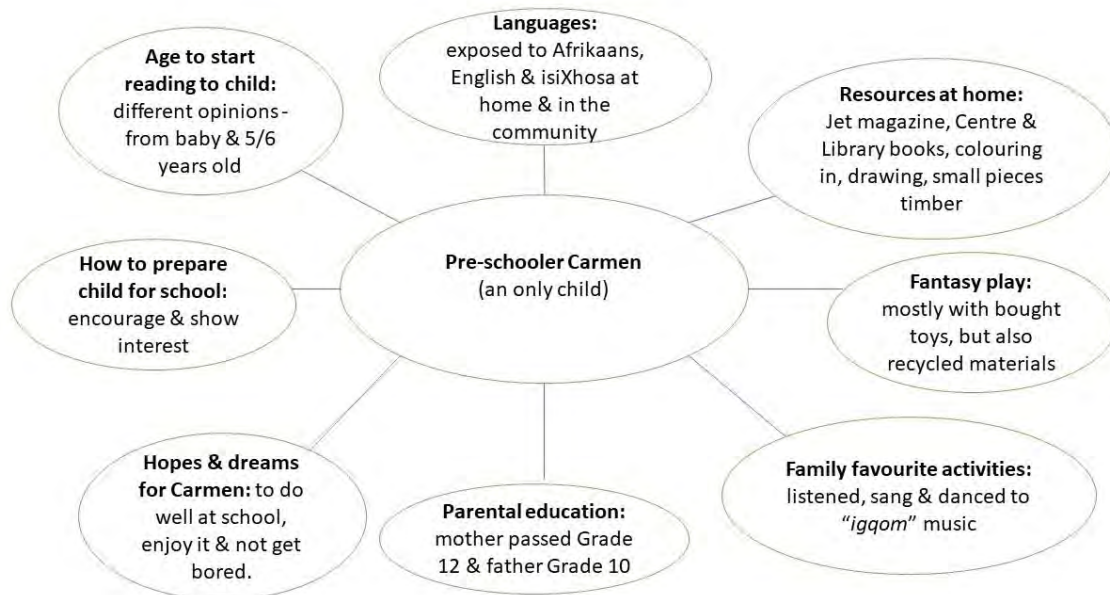 Languages:
exposed to Afrikaans,
English & isiXhosa at
home & in the
community
Age to start
reading to child:
different opinions -
from baby & 5/6
years old
Resources at home:
Jet magazine, Centre &
Library books, colouring
in, drawing, small pieces
timber
Pre-schooler Carmen
(an only child)
How to prepare
child for school:
encourage & show
interest
Fantasy play:
mostly with bought
toys, but also
recycled materials
Hopes & dreams
for Carmen: to do
well at school,
enjoy it & not get
bored.
Parental education:
mother passed Grade
12 & father Grade 10
Family favourite activities:
listened, sang & danced to
“igqom” music